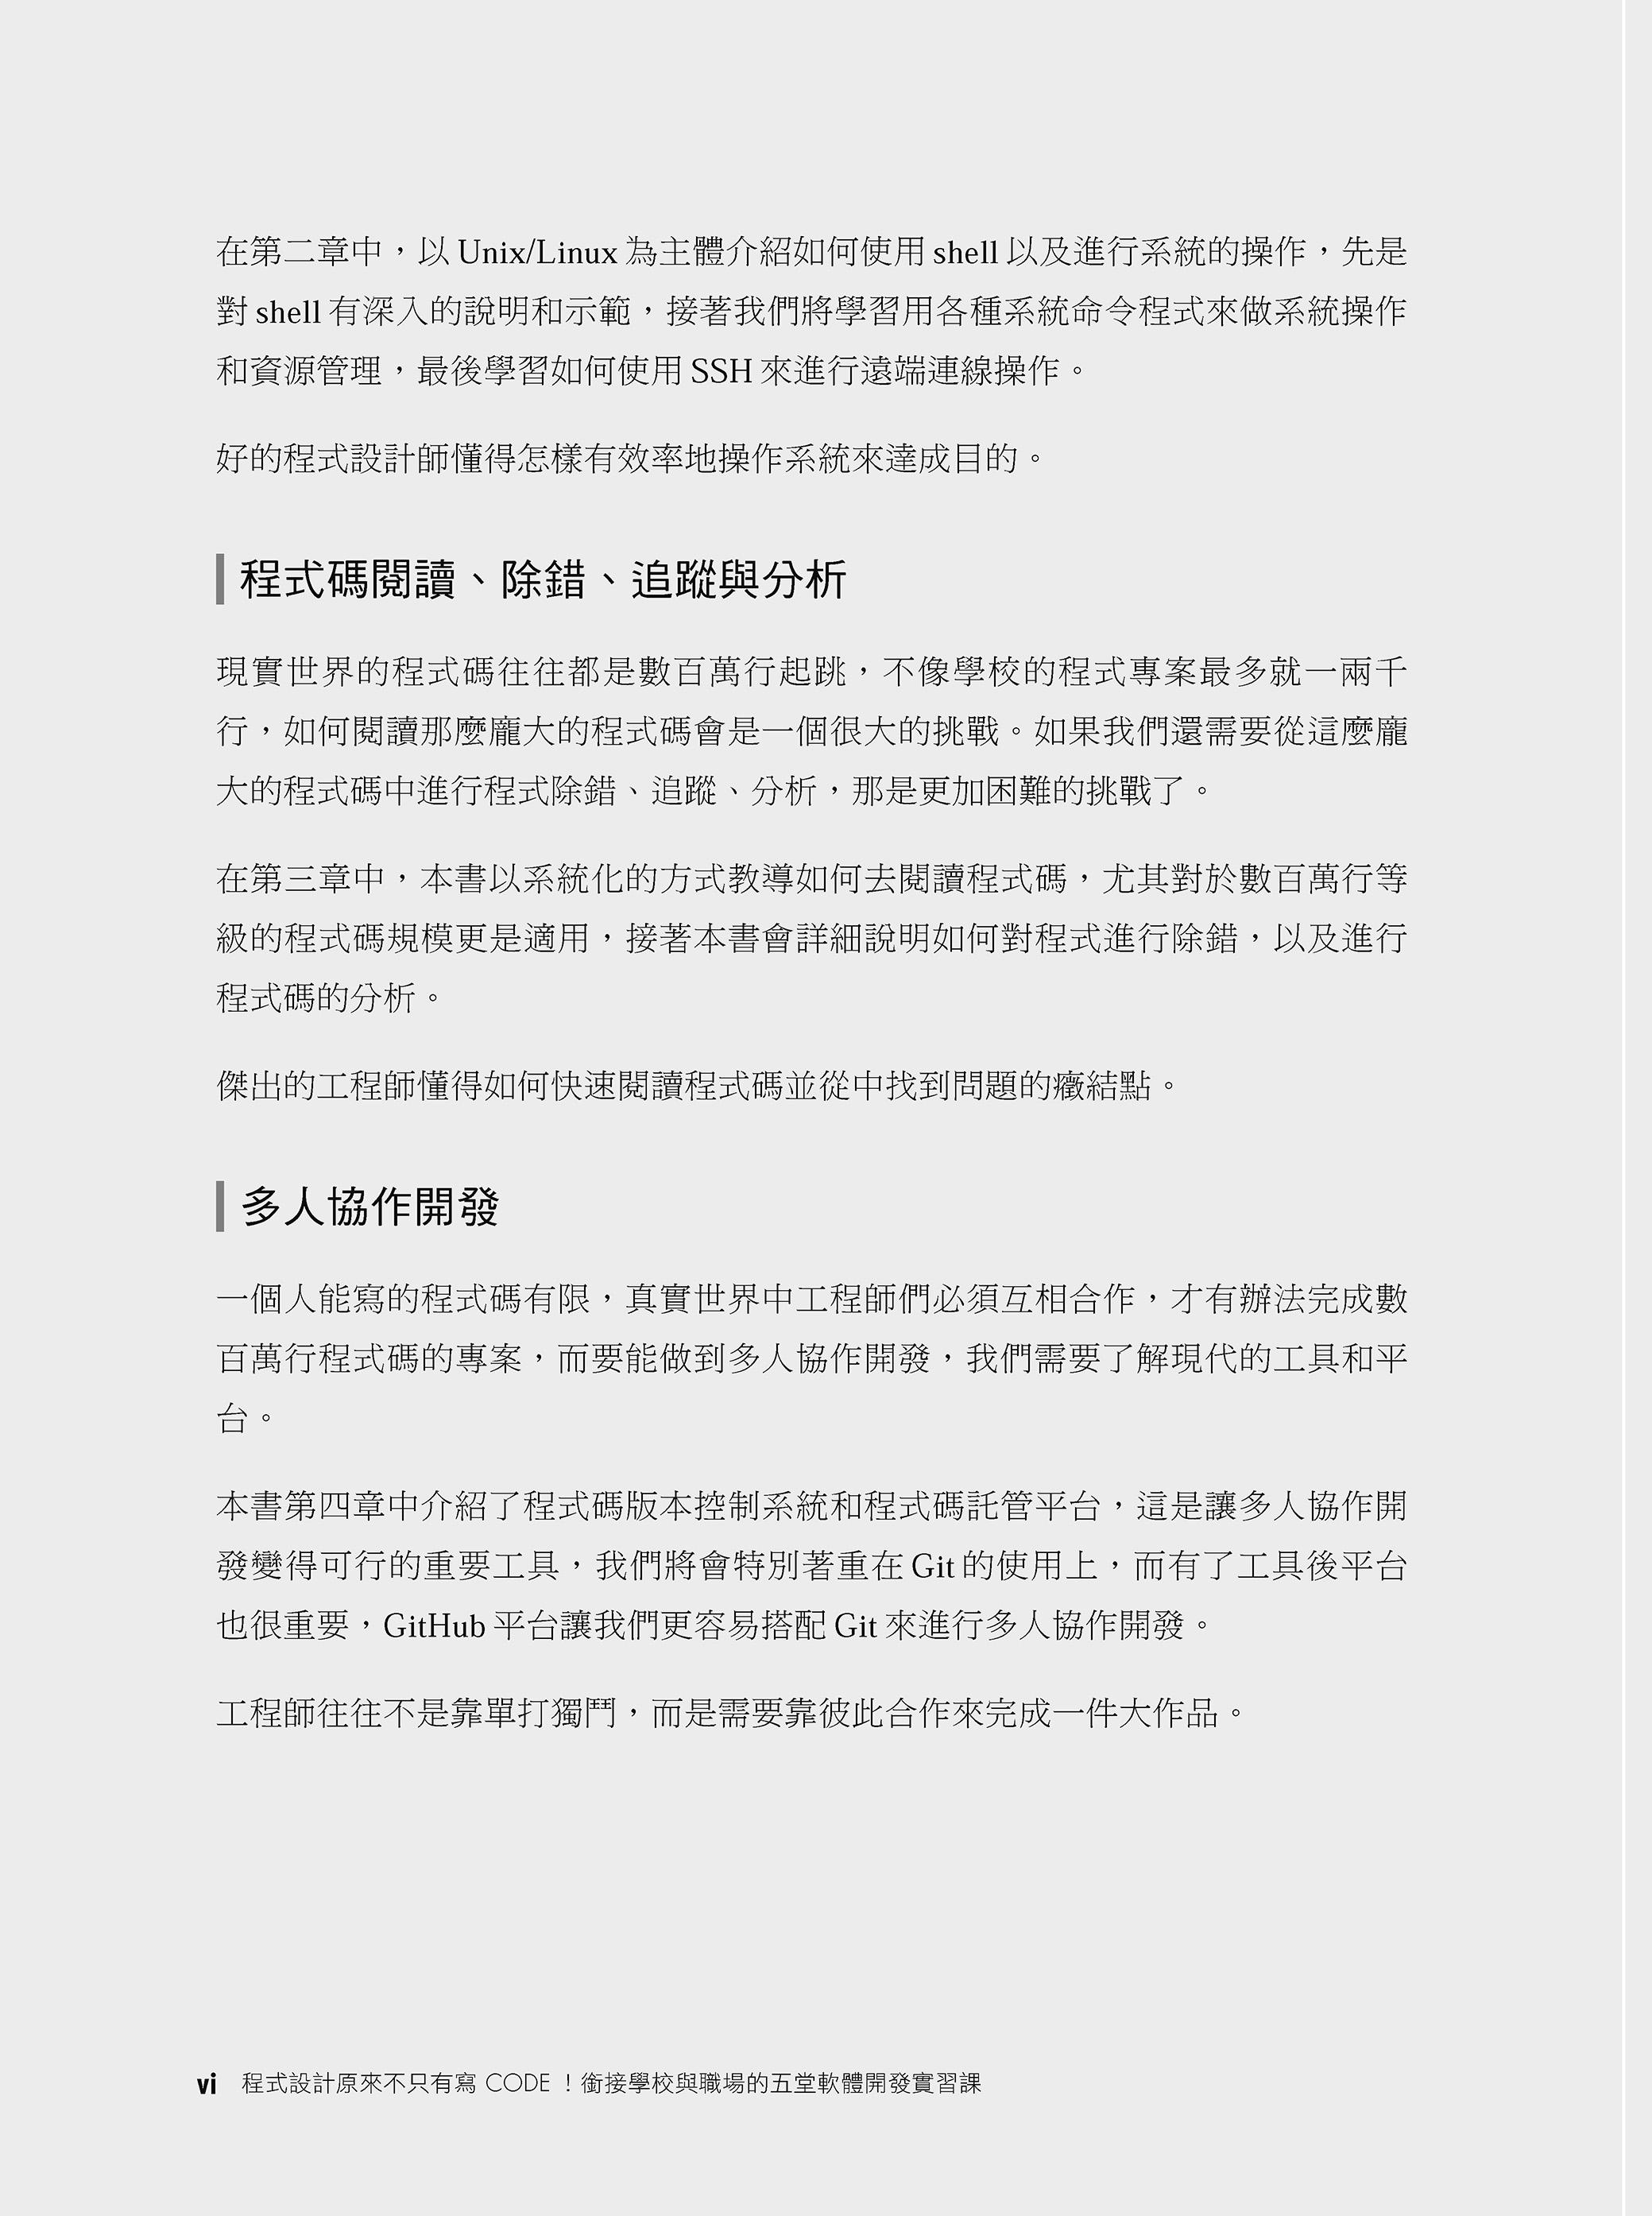 在第二章中，以 Unix/Linux 為主體介紹如何使用 shell 以及進行系統的操作，先是
對 shell 有深入的說明和示範，接著我們將學習用各種系統命令程式來做系統操作
和資源管理，最後學習如何使用 SSH 來進行遠端連線操作。
好的程式設計師懂得怎樣有效率地操作系統來達成目的。
程式碼閱讀、除錯、追蹤與分析
現實世界的程式碼往往都是數百萬行起跳，不像學校的程式專案最多就一兩千
行，如何閱讀那麼龐大的程式碼會是一個很大的挑戰。如果我們還需要從這麼龐
大的程式碼中進行程式除錯、追蹤、分析，那是更加困難的挑戰了。
在第三章中，本書以系統化的方式教導如何去閱讀程式碼，尤其對於數百萬行等
級的程式碼規模更是適用，接著本書會詳細說明如何對程式進行除錯，以及進行
程式碼的分析。
傑出的工程師懂得如何快速閱讀程式碼並從中找到問題的癥結點。
多人協作開發
一個人能寫的程式碼有限，真實世界中工程師們必須互相合作，才有辦法完成數
百萬行程式碼的專案，而要能做到多人協作開發，我們需要了解現代的工具和平
台。
本書第四章中介紹了程式碼版本控制系統和程式碼託管平台，這是讓多人協作開
發變得可行的重要工具，我們將會特別著重在 Git 的使用上，而有了工具後平台
也很重要，GitHub 平台讓我們更容易搭配 Git 來進行多人協作開發。
工程師往往不是靠單打獨鬥，而是需要靠彼此合作來完成一件大作品。
vi 程式設計原來不只有寫 CODE！銜接學校與職場的五堂軟體開發實習課